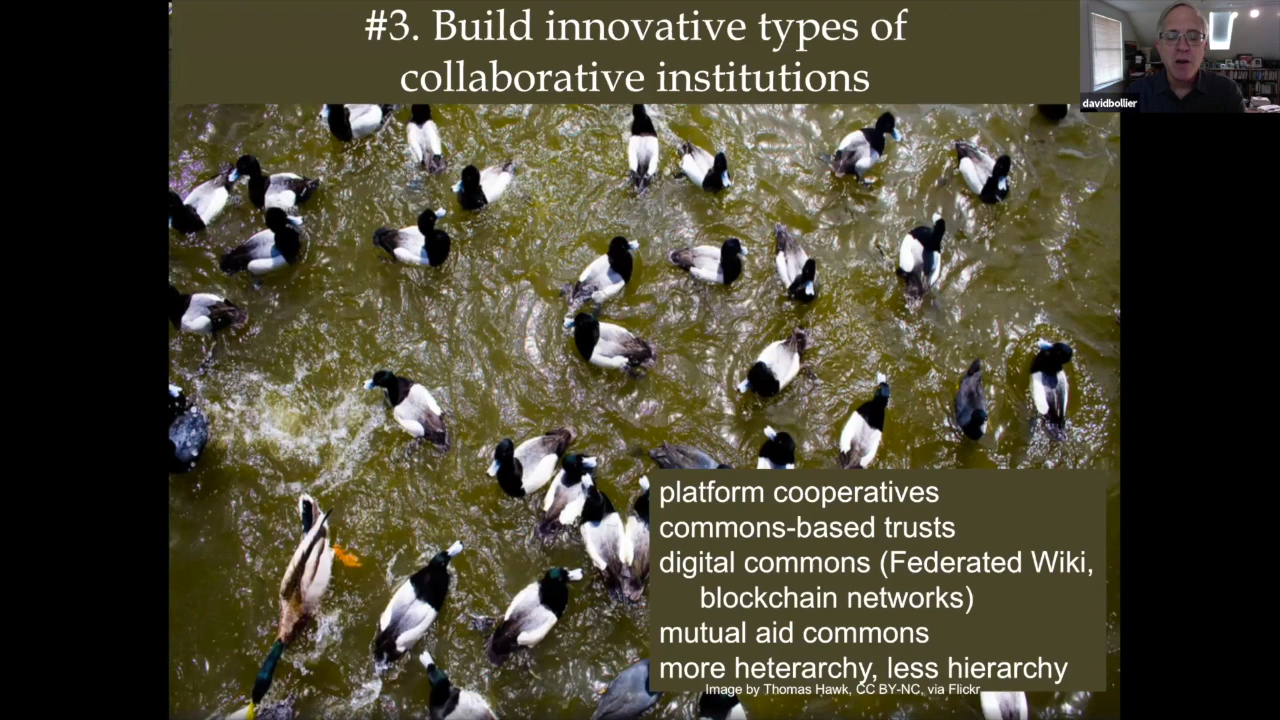 #3. Build innovative types of
collaborative institutions
davidbollier
platform cooperatives
commons-based trusts
digital commons (Federated Wiki,
blockchain networks)
mutual aid commons
more heterarchy, less hierarchy
Image by Thomas Hawk, CC BY-NC, via Flickr